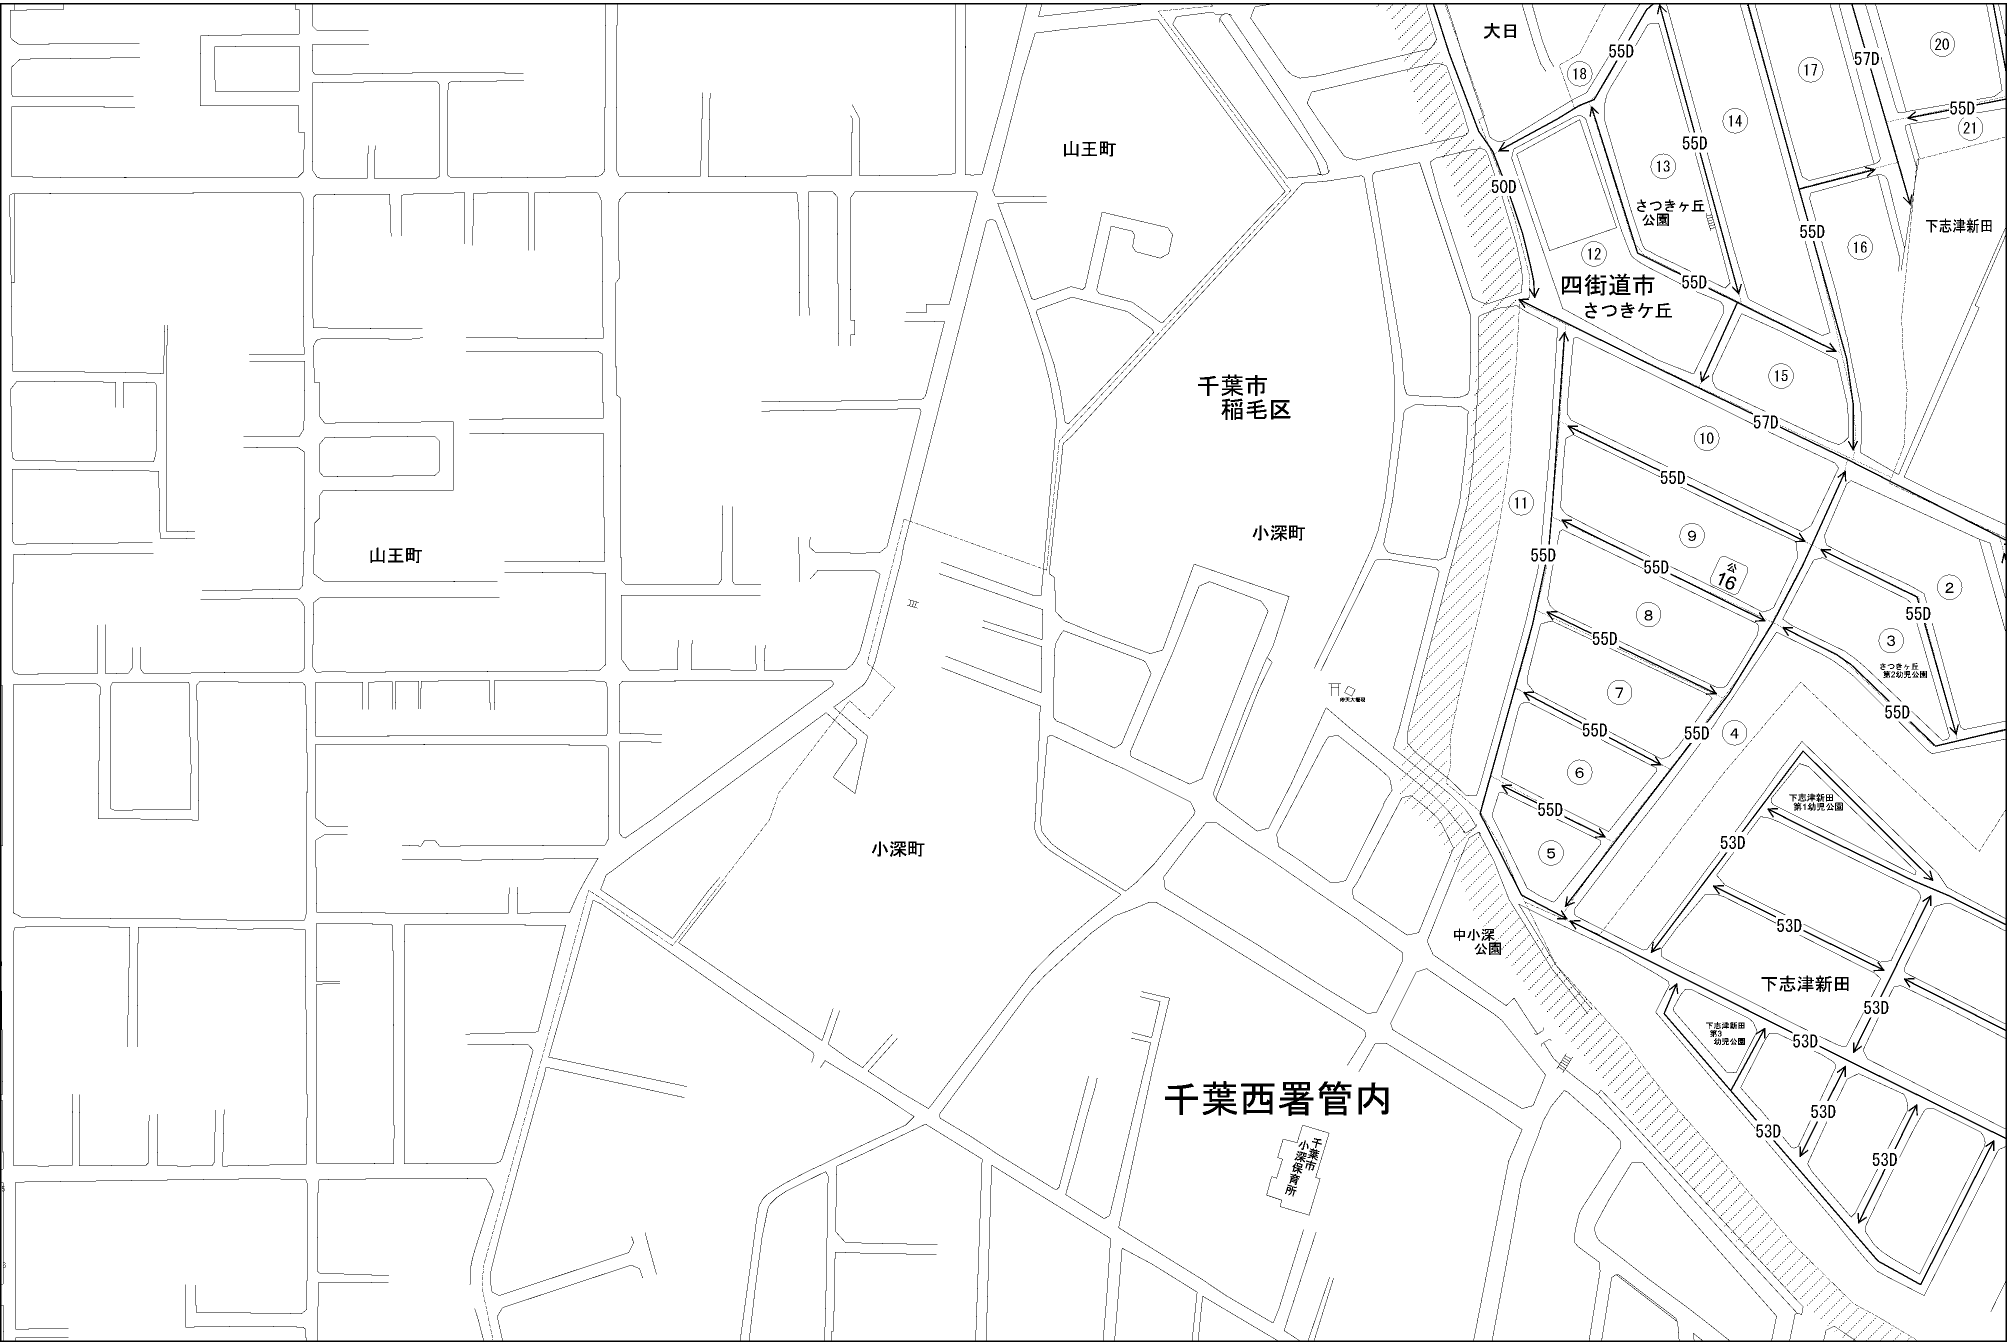 大日
20
55D
57D
17
18
55D
21
14
55D
山王町
13
50D
さつきヶ丘
公園
下志津新田
55D
16
12
55D
四街道市
さつきケ丘
15
千葉市
稲毛区
57D
10
55D
11
小深町
9
55D
山王町
55D
公
16
2
8
55D
55D
3
さつきヶ丘
第2幼児公園
7
55D
55D
55D
4
6
下志津新田
第1幼児公園
55D
53D
小深町
5
53D
中小深
公園
下志津新田
53D
下志津新田
第3
幼児公園
53D
千葉西署管内
53D
53D
53D
千葉市
小深保育所